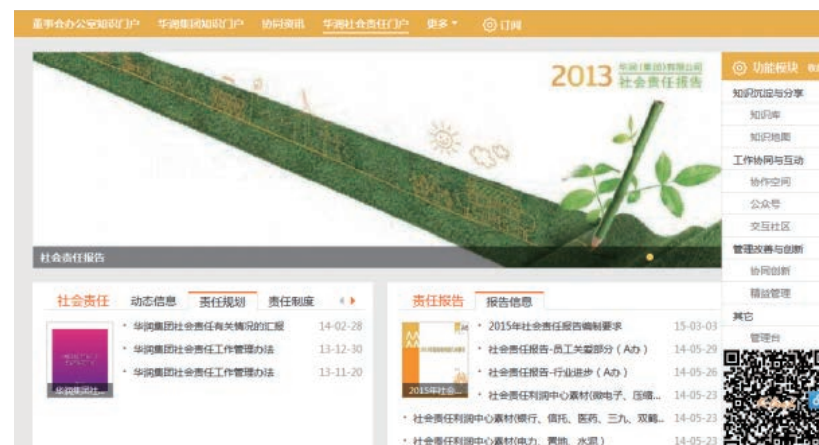 董事会办公室知识门户 华润集团知识门户 协同资讯 华润社会责任门户 更多 订阅
2013 华润(集团)有限公司
社会责任报告
社会责任报告
功能模块
知识沉淀与分享
知识库
知识地图
工作协同与互动
协作空间
公众号
交互社区
管理改善与创新
协同创新
精益管理
其它
管理台
社会责任 动态信息 责任规划 责任制度
华润集团社会责任有关情况的汇报 14-02-28
华润集团社会责任工作管理办法 13-12-30
华润集团社会责任工作管理办法 13-11-20
华润集团社...
责任报告 报告信息
2015年社会责任报告编制要求 15-03-03
社会责任报告-员工关爱部分（A办） 14-05-29
社会责任报告-行业进步（A办） 14-05-26
社会责任利润中心素材(微电子、压缩... 14-05-23
2015年社会...
社会责任利润中心素材(银行、信托、医药、三九、双鹤... 14-05-23
社会责任利润中心素材(电力、置地、水泥) 14-05-23